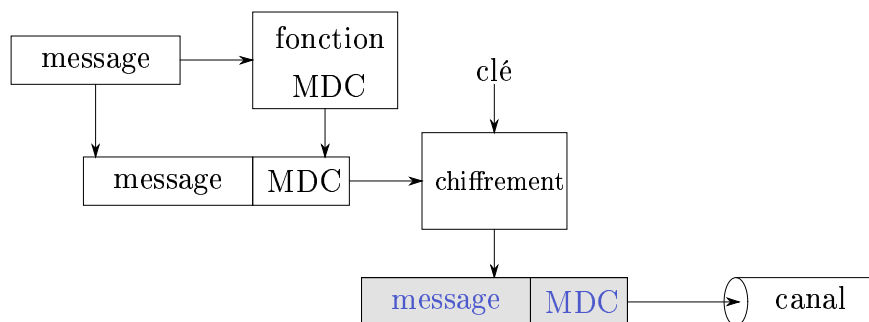 message
fonction
MDC
clé
message
MDC
chiffrement
message
MDC
canal